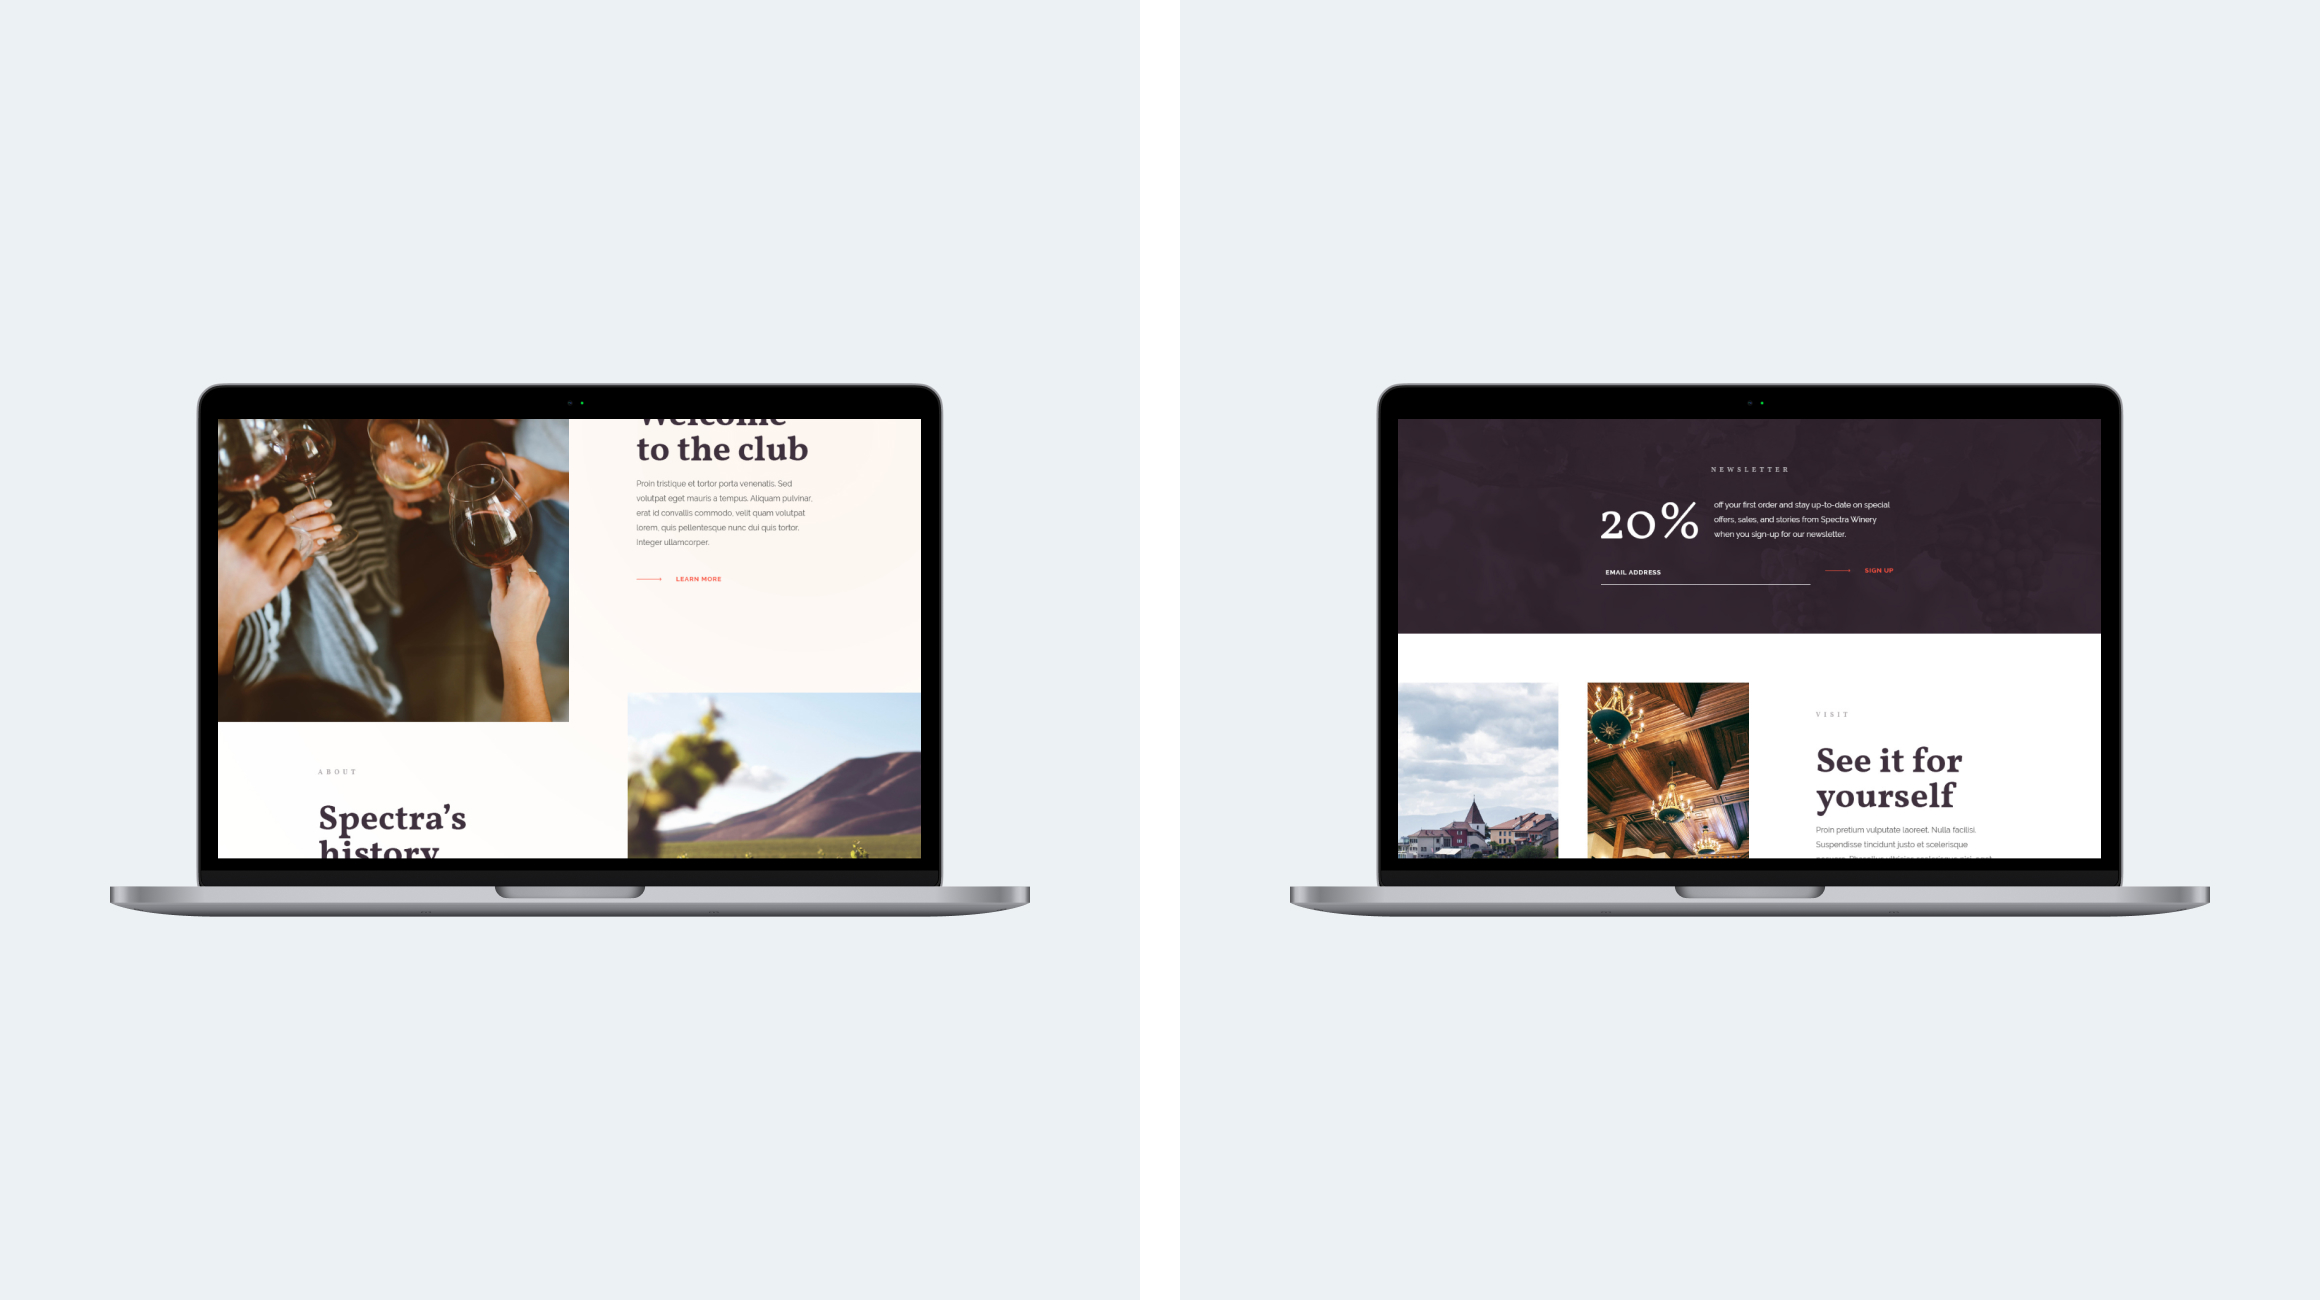 Welcome
to the club
Proin tristique et tortor porta venenatis. Sed
volutpat eget mauris a tempus. Aliquam pulvinar,
erat id convallis commodo, velit quam volutpat
lorem, quis pellentesque nunc dui quis tortor.
Integer ullamcorper.
LEARN MORE
ABOUT
Spectra’s
history
NEWSLETTER
20%
off your first order and stay up-to-date on special
offers, sales, and stories from Spectra Winery
when you sign-up for our newsletter.
EMAIL ADDRESS
SIGN UP
VISIT
See it for
yourself
Proin pretium vulputate laoreet. Nulla facilisi.
Suspendisse tincidunt justo et scelerisque